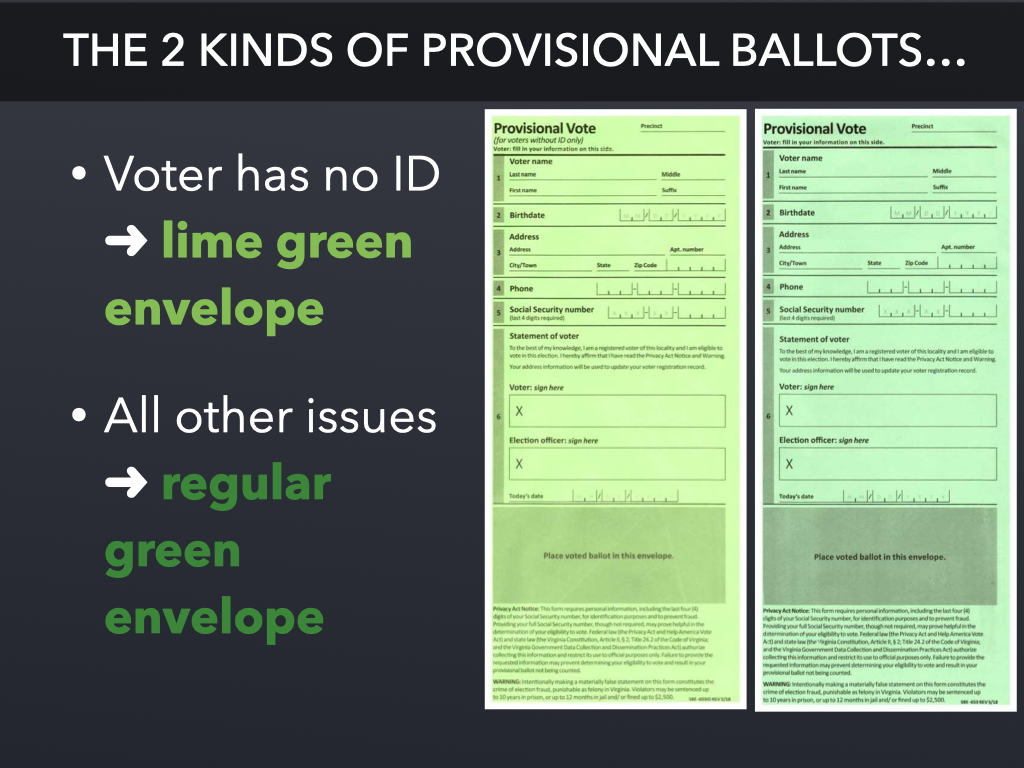 THE 2 KINDS OF PROVISIONAL BALLOTS...
• Voter has no ID
➜ lime green
envelope
• All other issues
➜ regular
green
envelope
Provisional Vote
Precinct
(for voters without ID only)
Voter: fill in your information on this side.
1
Voter name
Last name
Middle
First name
Suffix
2
Birthdate
3
Address
Address
Apt. number
City/Town
State
Zip Code
4
Phone
5
Social Security number
(last 4 digits required)
6
Statement of voter
To the best of my knowledge, I am a registered voter of this locality and I am eligible to
vote in this election. I hereby affirm that I have read the Privacy Act Notice and Warning.
Your address information will be used to update your voter registration record.
Voter: sign here
X
Election officer: sign here
X
Today's date
Place voted ballot in this envelope.
Privacy Act Notice: This form requires personal information, including the last four (4)
digits of your Social Security number, for identification purposes and to prevent fraud.
Providing your full Social Security number, though not required, may prove helpful in the
determination of your eligibility to vote. Federal law (the Privacy Act and Help America Vote
Act) and state law (the Virginia Constitution, Article II, § 2; Title 24.2 of the Code of Virginia;
and the Virginia Government Data Collection and Dissemination Practices Act) authorize
collecting this information and restrict its use to official purposes only. Failure to provide the
requested information may prevent determining your eligibility to vote and result in your
provisional ballot not being counted.
WARNING: Intentionally making a materially false statement on this form constitutes the
crime of election fraud, punishable as felony in Virginia. Violators may be sentenced up
to 10 years in prison, or up to 12 months in jail and/ or fined up to $2,500.
Provisional Vote
Precinct
Voter: fill in your information on this side.
1
Voter name
Last name
Middle
First name
Suffix
2
Birthdate
3
Address
Address
Apt. number
City/Town
State
Zip Code
4
Phone
5
Social Security number
(last 4 digits required)
6
Statement of voter
To the best of my knowledge, I am a registered voter of this locality and I am eligible to
vote in this election. I hereby affirm that I have read the Privacy Act Notice and Warning.
Your address information will be used to update your voter registration record.
Voter: sign here
X
Election officer: sign here
X
Today's date
Place voted ballot in this envelope.
Privacy Act Notice: This form requires personal information, including the last four (4)
digits of your Social Security number, for identification purposes and to prevent fraud.
Providing your full Social Security number, though not required, may prove helpful in the
determination of your eligibility to vote. Federal law (the Privacy Act and Help America Vote
Act) and state law (the Virginia Constitution, Article II, § 2; Title 24.2 of the Code of Virginia;
and the Virginia Government Data Collection and Dissemination Practices Act) authorize
collecting this information and restrict its use to official purposes only. Failure to provide the
requested information may prevent determining your eligibility to vote and result in your
provisional ballot not being counted.
WARNING: Intentionally making a materially false statement on this form constitutes the
crime of election fraud, punishable as felony in Virginia. Violators may be sentenced up
to 10 years in prison, or up to 12 months in jail and/ or fined up to $2,500.